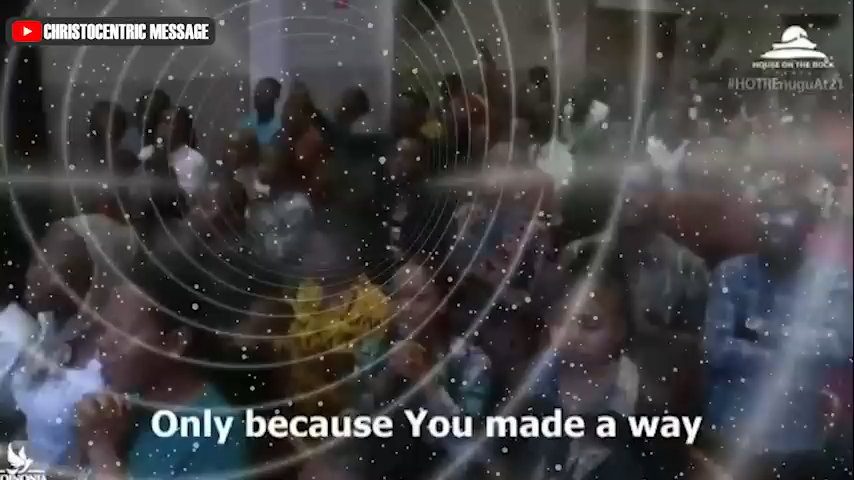 CHRISTOCENTRIC MESSAGE
HOUSE ON THE ROCK
#HOTREnuguAt21
Only because You made a way